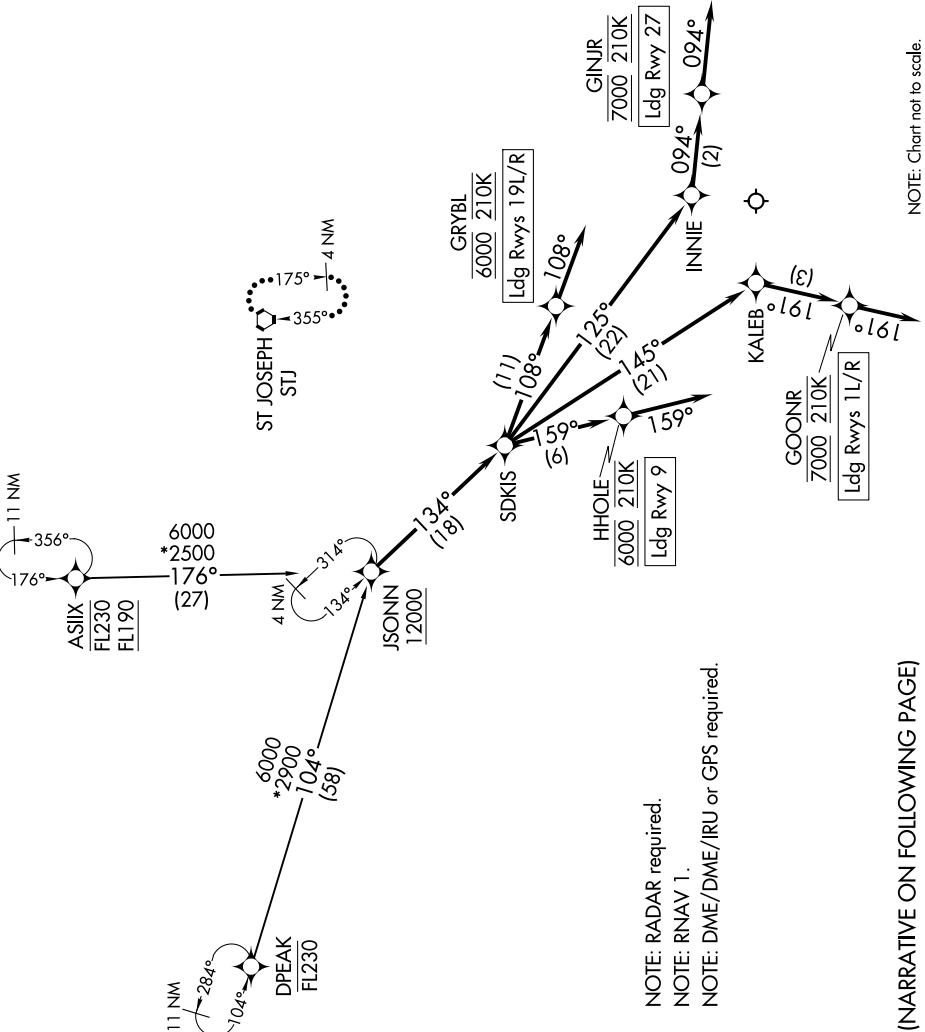 11 NM
356°
176°
ASIIX
FL230
FL190
6000
*2500
176°
(27)
ST JOSEPH
STJ
175°
4 NM
355°
GRYBL
6000 210K
Ldg Rwys 19L/R
GINJR
7000 210K
Ldg Rwy 27
094°
094°
(2)
INNIE
4 NM
314°
134°
JSONN
12000
134°
(18)
SDKIS
(11)
108°
108°
125°
(22)
145°
(21)
159°
(6)
159°
HHOLE
6000 210K
Ldg Rwy 9
KALEB
(3)
191°
191°
GOONR
7000 210K
Ldg Rwys 1L/R
11 NM
284°
104°
DPEAK
FL230
6000
*2900
104°
(58)
NOTE: RADAR required.
NOTE: RNAV 1.
NOTE: DME/DME/IRU or GPS required.
(NARRATIVE ON FOLLOWING PAGE)
NOTE: Chart not to scale.